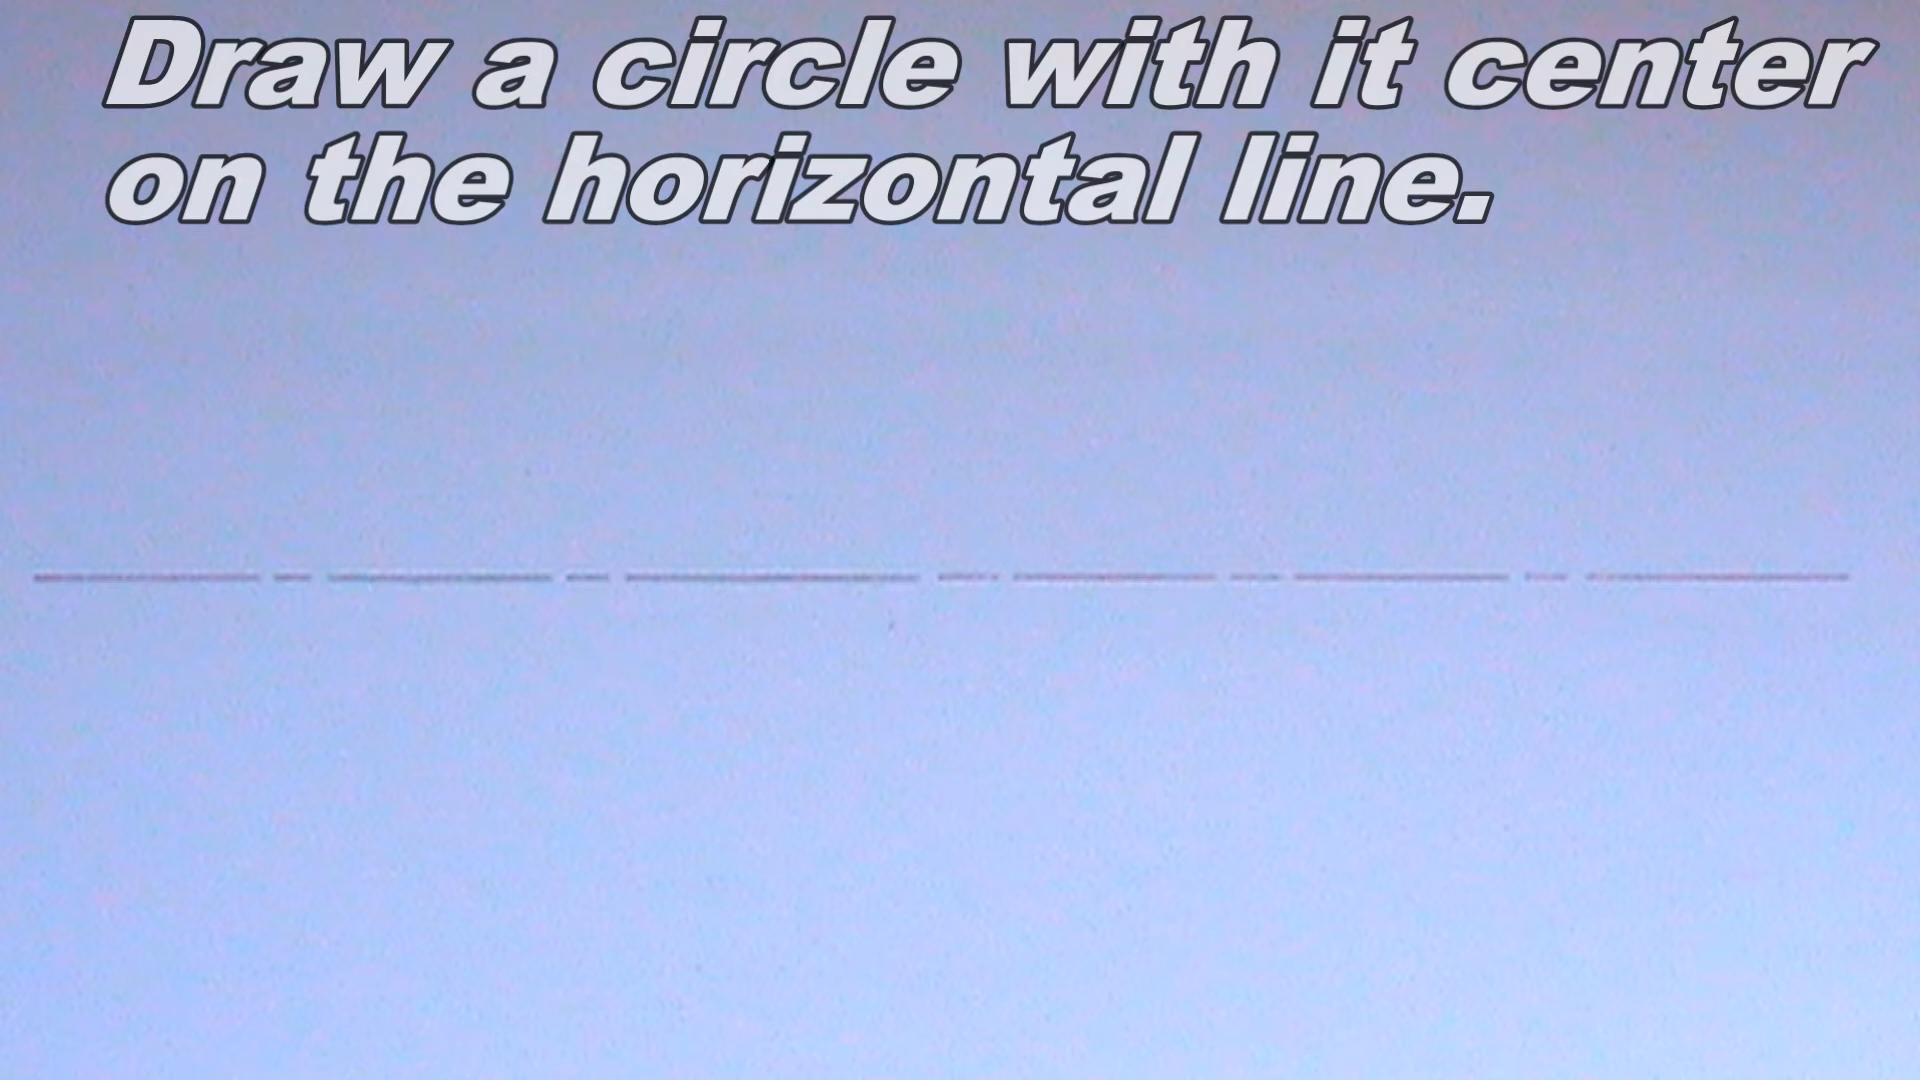 Draw a circle with it center
on the horizontal line.